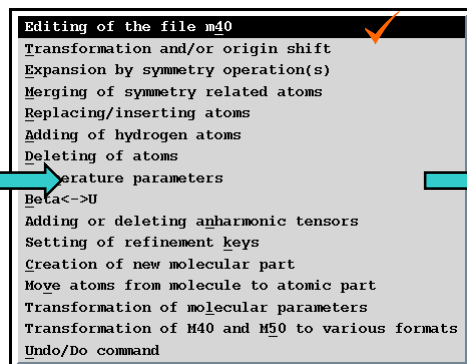 Editing of the file m40
Transformation and/or origin shift
Expansion by symmetry operation(s)
Merging of symmetry related atoms
Replacing/inserting atoms
Adding of hydrogen atoms
Deleting of atoms
erature parameters
Beta<->U
Adding or deleting anharmonic tensors
Setting of refinement keys
Creation of new molecular part
Move atoms from molecule to atomic part
Transformation of molecular parameters
Transformation of M40 and M50 to various formats
Undo/Do command